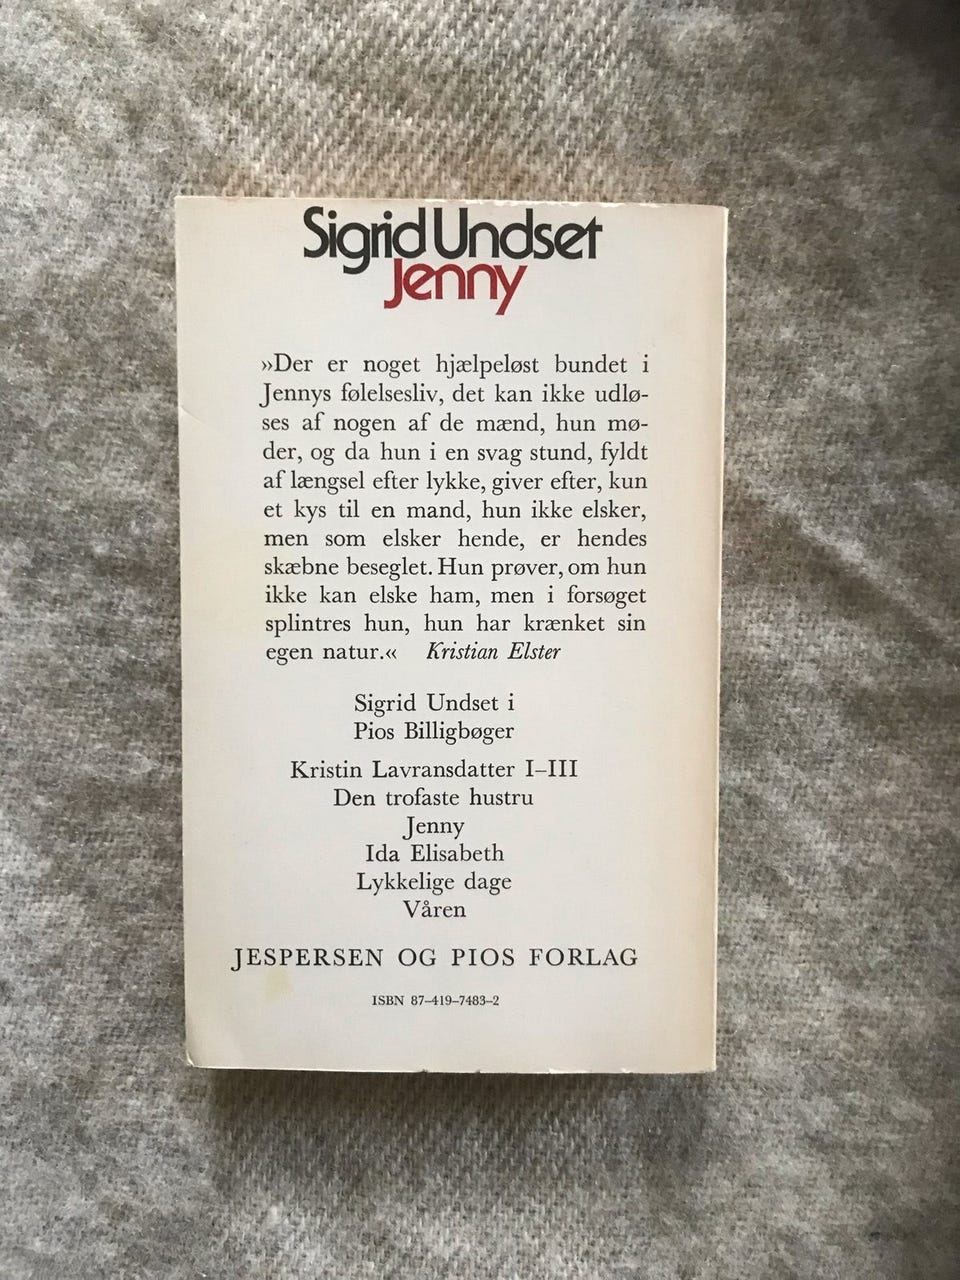 Sigrid Undset
Jenny
»Der er noget hjælpeløst bundet i
Jennys følelsesliv, det kan ikke udlø-
ses af nogen af de mænd, hun mø-
der, og da hun i en svag stund, fyldt
af længsel efter lykke, giver efter, kun
et kys til en mand, hun ikke elsker,
men som elsker hende, er hendes
skæbne beseglet. Hun prøver, om hun
ikke kan elske ham, men i forsøget
splintres hun, hun har krænket sin
egen natur.« Kristian Elster
Sigrid Undset i
Pios Billigbøger
Kristin Lavransdatter I–III
Den trofaste hustru
Jenny
Ida Elisabeth
Lykkelige dage
Våren
JESPERSEN OG PIOS FORLAG
ISBN 87–419–7483–2